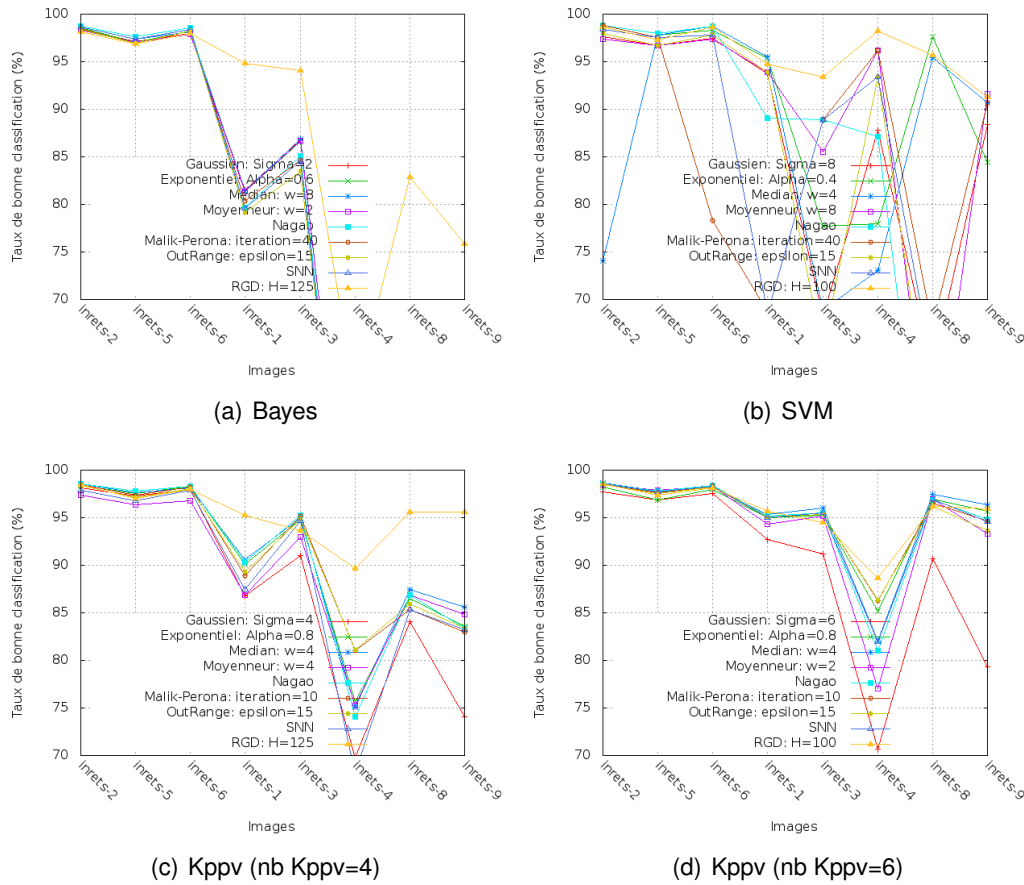 100
95
90
85
80
75
70
Taux de bonne classification (%)
Gaussien: Sigma=2
Exponentiel: Alpha=0.6
Median: w=8
Moyenneur: w=2
Nagao
Malik-Perona: iteration=40
OutRange: epsilon=15
SNN
RGD: H=125
Inrets-2
Inrets-5
Inrets-6
Inrets-1
Inrets-3
Inrets-4
Inrets-8
Inrets-9
Images
(a) Bayes
100
95
90
85
80
75
70
Taux de bonne classification (%)
Gaussien: Sigma=8
Exponentiel: Alpha=0.4
Median: w=4
Moyenneur: w=8
Nagao
Malik-Perona: iteration=40
OutRange: epsilon=15
SNN
RGD: H=100
Inrets-2
Inrets-5
Inrets-6
Inrets-1
Inrets-3
Inrets-4
Inrets-8
Inrets-9
Images
(b) SVM
100
95
90
85
80
75
70
Taux de bonne classification (%)
Gaussien: Sigma=4
Exponentiel: Alpha=0.8
Median: w=4
Moyenneur: w=4
Nagao
Malik-Perona: iteration=10
OutRange: epsilon=15
SNN
RGD: H=125
Inrets-2
Inrets-5
Inrets-6
Inrets-1
Inrets-3
Inrets-4
Inrets-8
Inrets-9
Images
(c) Kppv (nb Kppv=4)
100
95
90
85
80
75
70
Taux de bonne classification (%)
Gaussien: Sigma=6
Exponentiel: Alpha=0.8
Median: w=4
Moyenneur: w=2
Nagao
Malik-Perona: iteration=10
OutRange: epsilon=15
SNN
RGD: H=100
Inrets-2
Inrets-5
Inrets-6
Inrets-1
Inrets-3
Inrets-4
Inrets-8
Inrets-9
Images
(d) Kppv (nb Kppv=6)